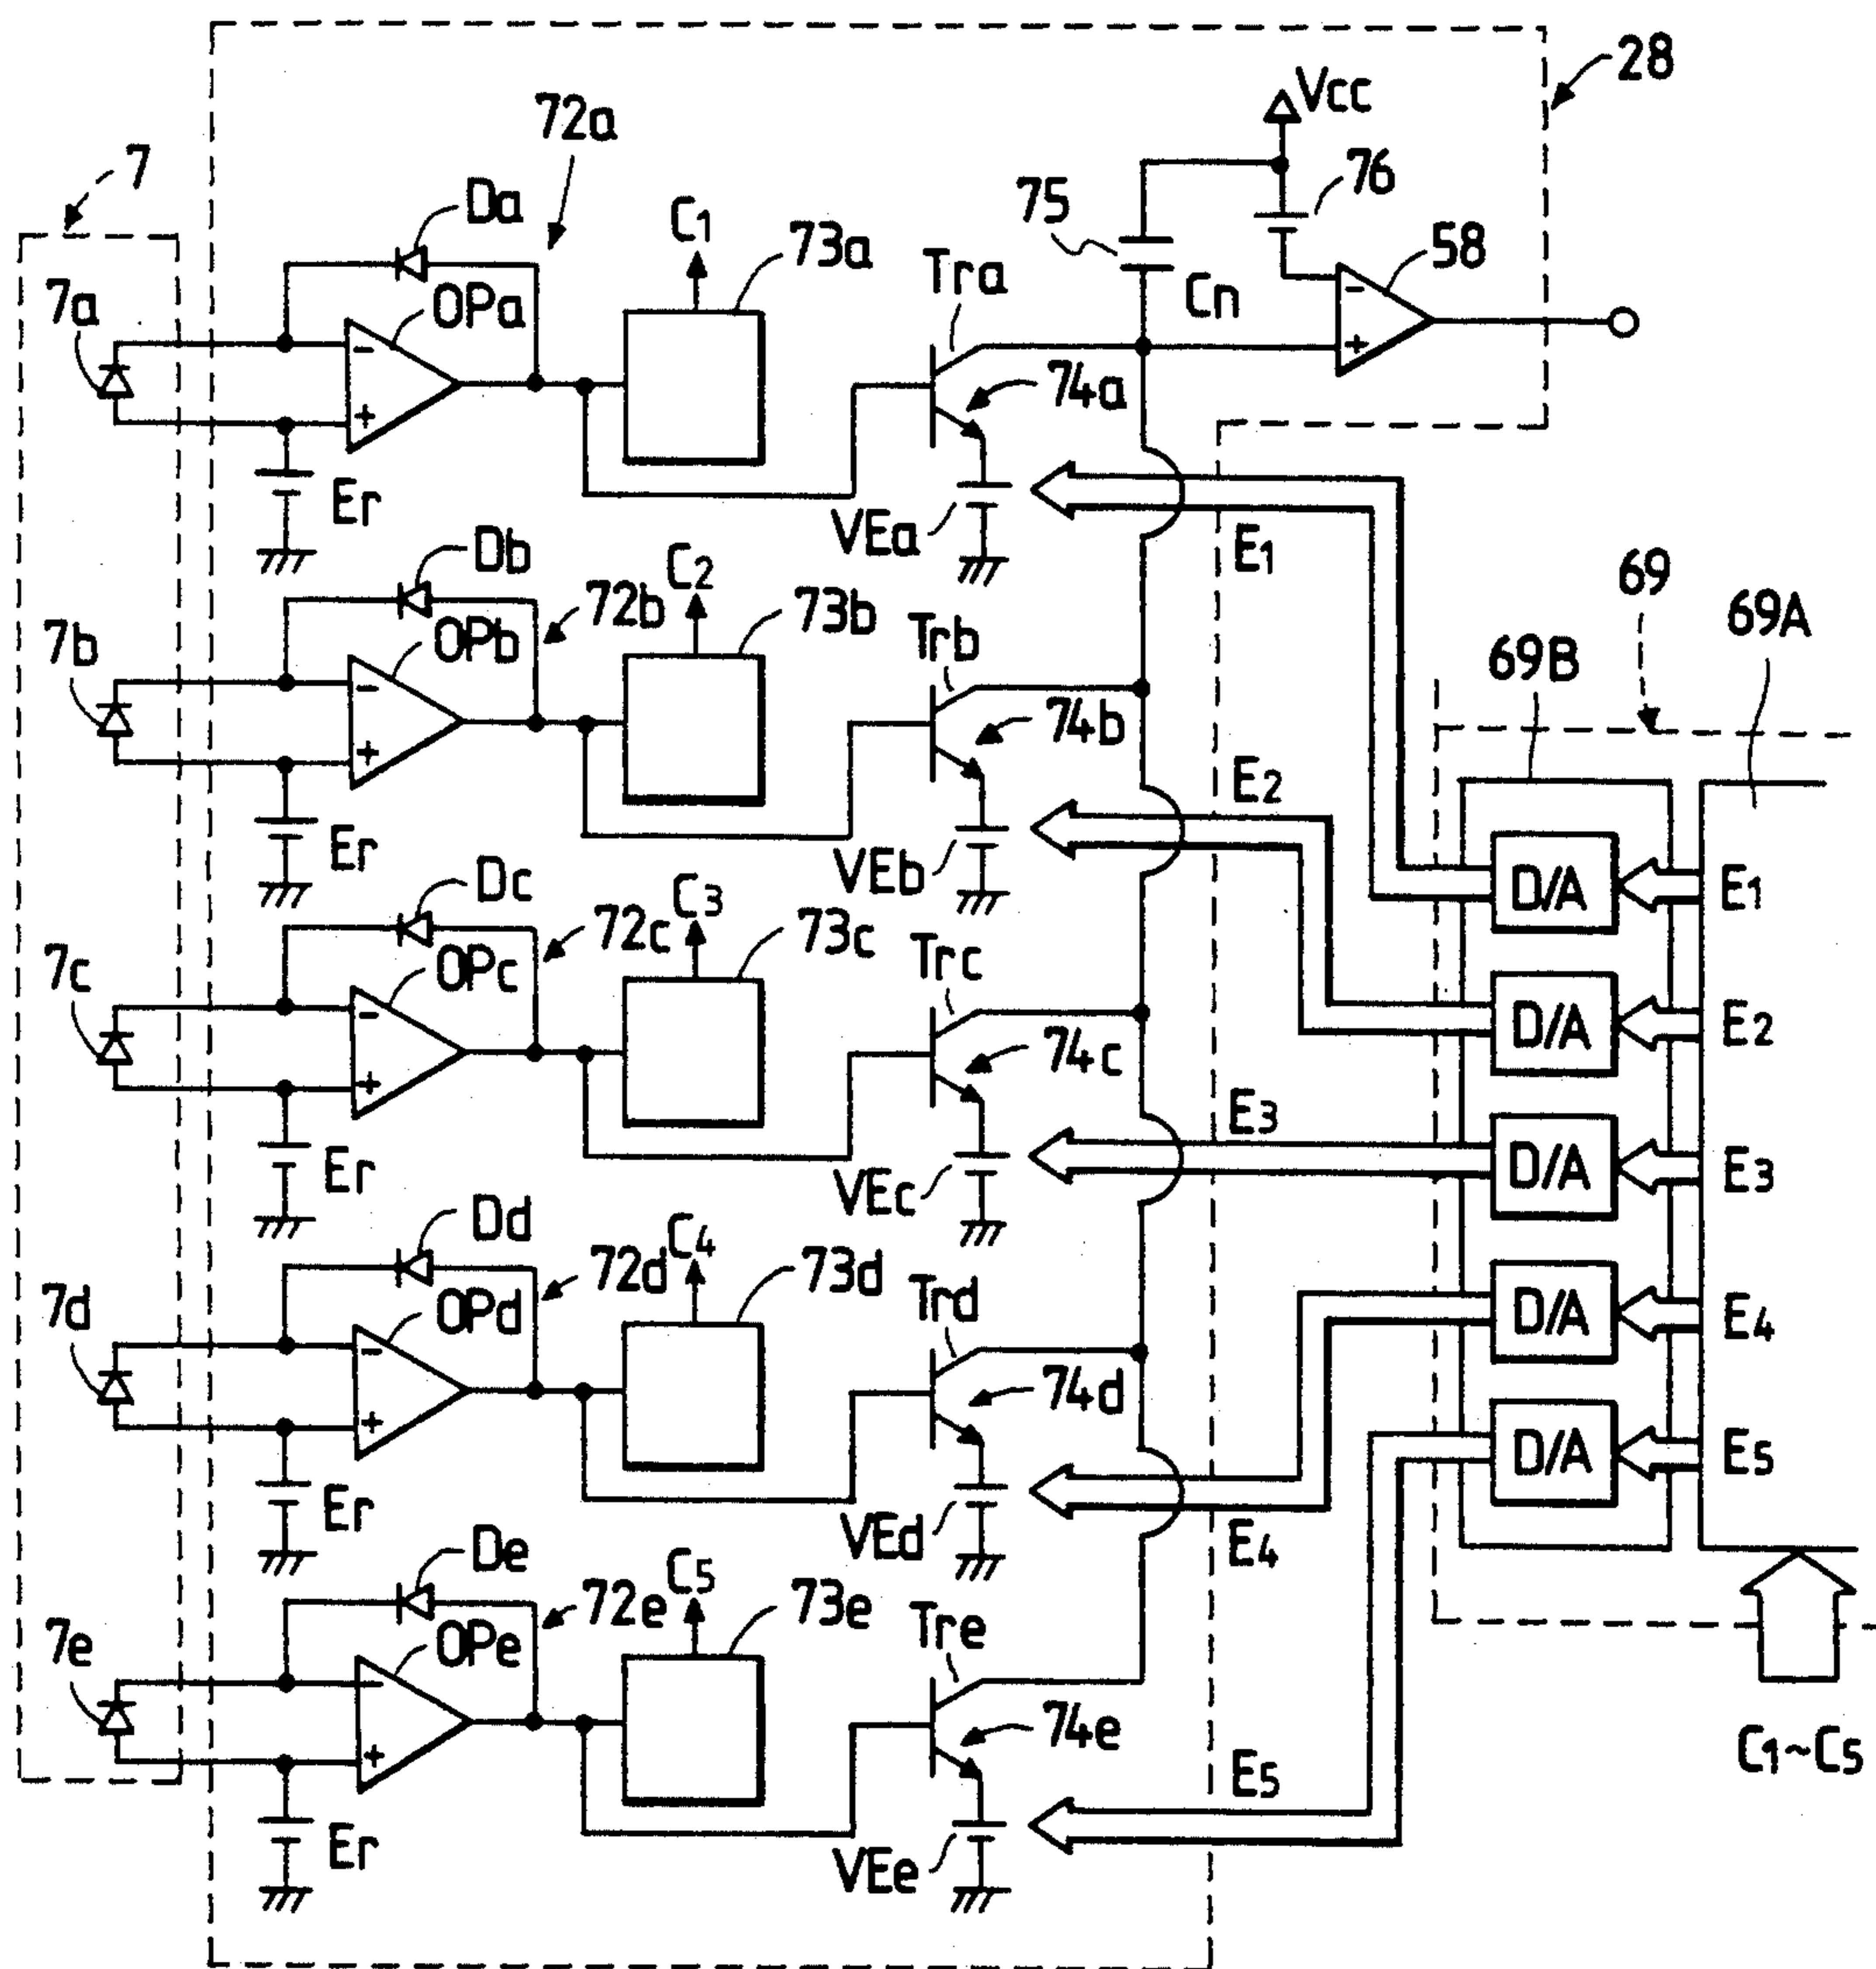 28
Vcc
72a
7
76
75
Da
C1
73a
58
Tra
OPa
Cn
7a
-
+
-
+
74a
Er
VEa
E1
Db
C2
69
72b
73b
69A
7b
OPb
Trb
69B
-
+
74b
E2
Er
VEb
Dc
C3
D/A
E1
72c
73c
7c
OPc
Trc
-
+
D/A
E2
74c
E3
Er
VEc
D/A
E3
Dd
C4
72d
73d
7d
OPd
Trd
D/A
E4
-
+
74d
D/A
E5
Er
VEd
E4
De
C5
72e
73e
7e
OPe
Tre
-
+
74e
C1~C5
E5
Er
VEe